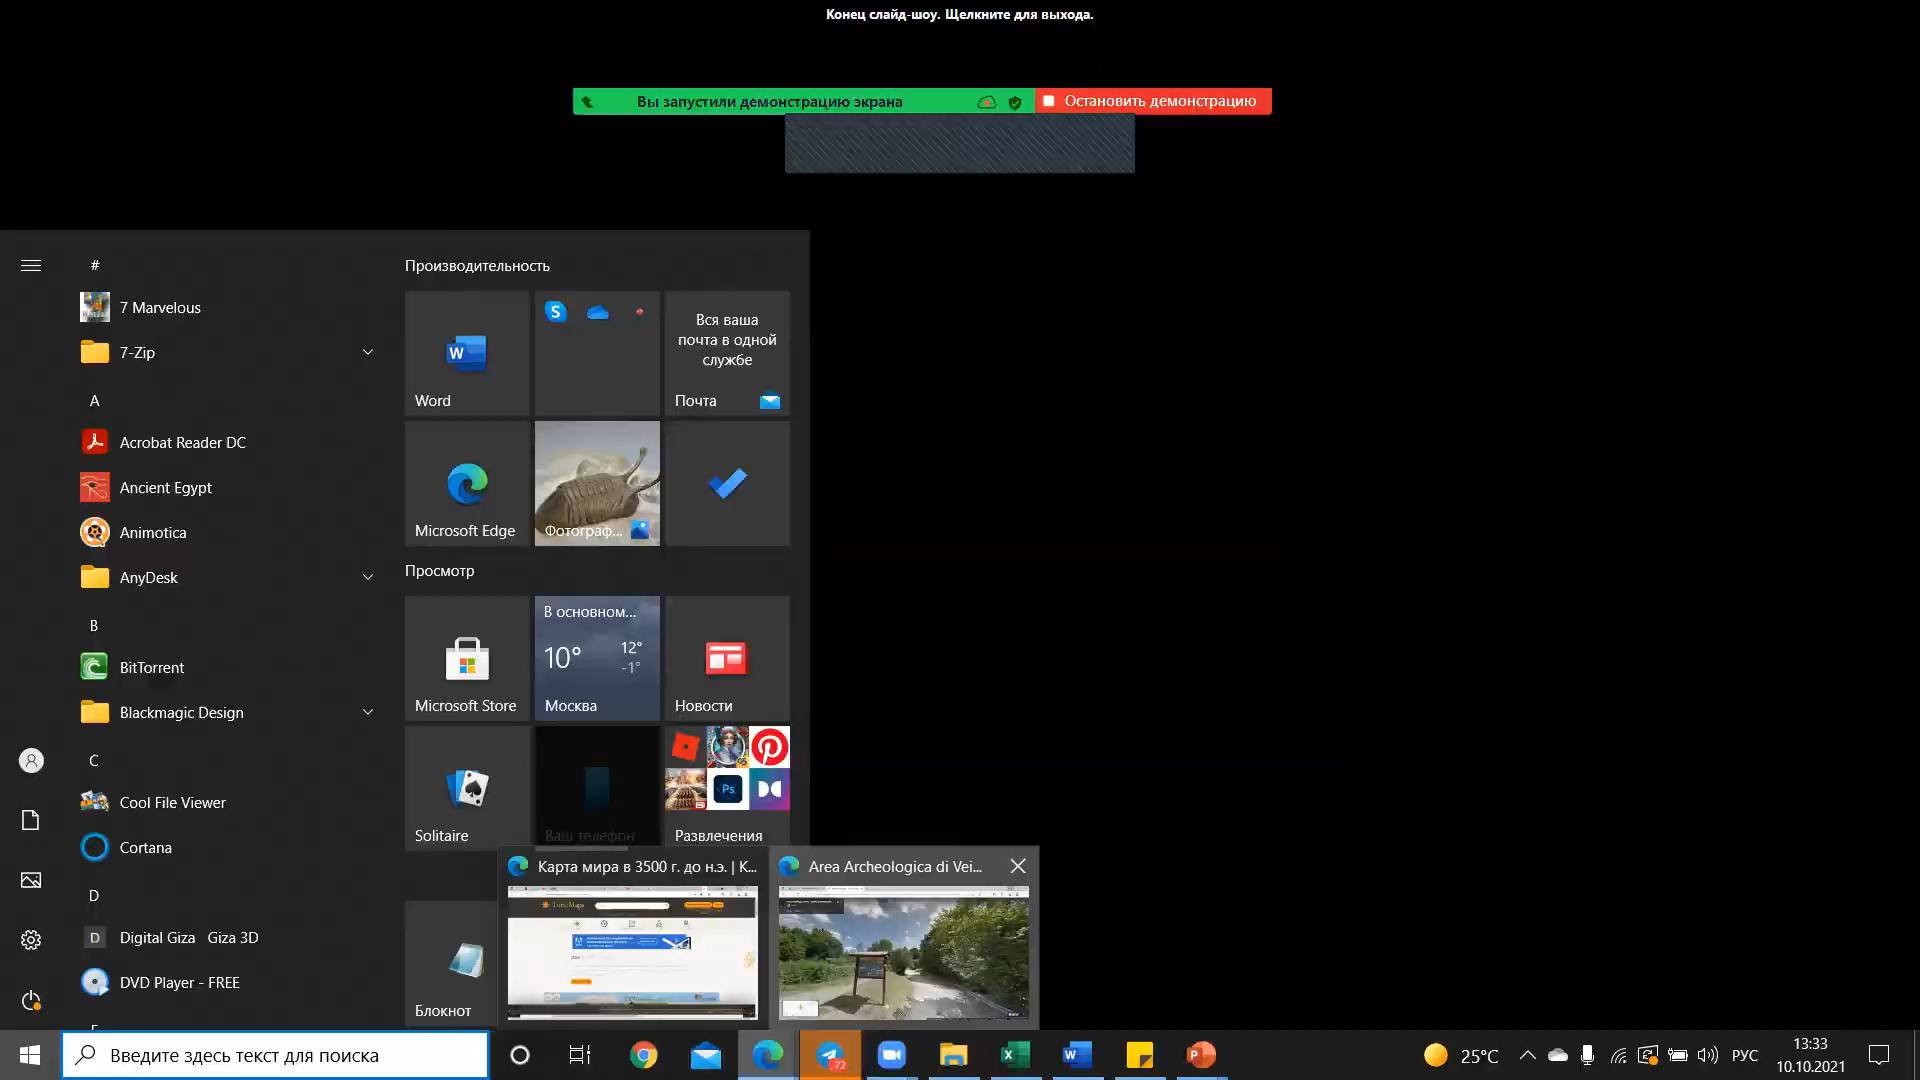 Конец слайд-шоу. Щелкните для выхода.
Вы запустили демонстрацию экрана
Остановить демонстрацию
#
7 Marvelous
7-Zip
A
Acrobat Reader DC
Ancient Egypt
Animotica
AnyDesk
B
BitTorrent
Blackmagic Design
C
Cool File Viewer
Cortana
D
D
Digital Giza Giza 3D
DVD Player - FREE
Производительность
W
Word
S
Вся ваша
почта в одной
службе
Почта
Microsoft Edge
Фотограф...
Просмотр
Microsoft Store
В основном...
10°
12°
-1°
Москва
Новости
Solitaire
Ваш телефон
Ps
Развлечения
Блокнот
Карта мира в 3500 г. до н.э. | К...
Area Archeologica di Vei...
Введите здесь текст для поиска
72
X
W
P
25°C
РУС
13:33
10.10.2021